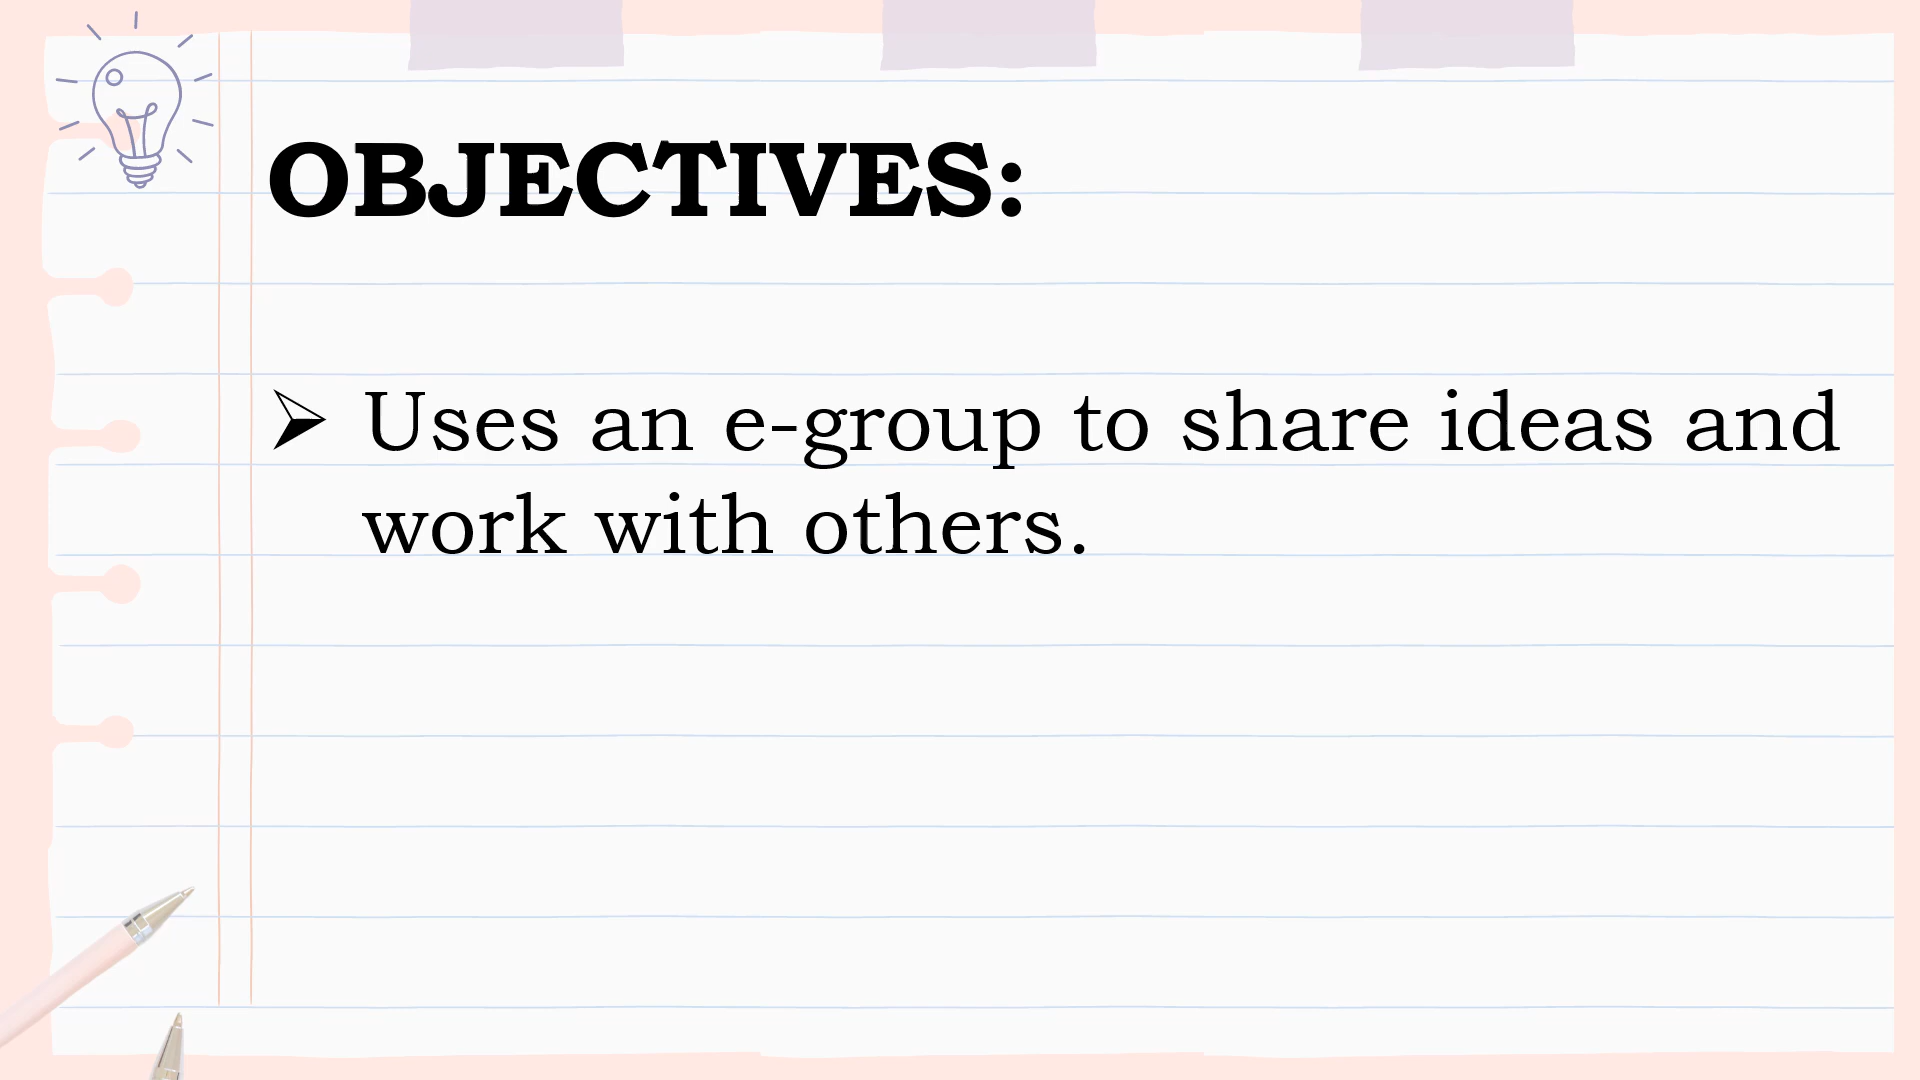 OBJECTIVES:
➢ Uses an e-group to share ideas and
work with others.